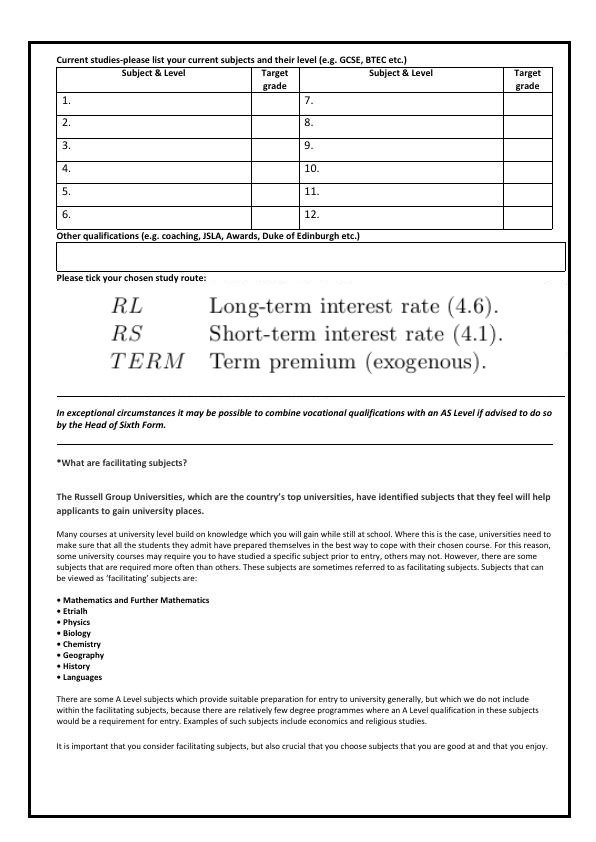 Current studies-please list your current subjects and their level (e.g. GCSE, BTEC etc.)
Subject & Level Target grade Subject & Level Target grade
1. 7.
2. 8.
3. 9.
4. 10.
5. 11.
6. 12.
Other qualifications (e.g. coaching, JSLA, Awards, Duke of Edinburgh etc.)
Please tick your chosen study route:
RL Long-term interest rate (4.6).
RS Short-term interest rate (4.1).
TERM Term premium (exogenous).
In exceptional circumstances it may be possible to combine vocational qualifications with an AS Level if advised to do so
by the Head of Sixth Form.
*What are facilitating subjects?
The Russell Group Universities, which are the country's top universities, have identified subjects that they feel will help
applicants to gain university places.
Many courses at university level build on knowledge which you will gain while still at school. Where this is the case, universities need to
make sure that all the students they admit have prepared themselves in the best way to cope with their chosen course. For this reason,
some university courses may require you to have studied a specific subject prior to entry, others may not. However, there are some
subjects that are required more often than others. These subjects are sometimes referred to as facilitating subjects. Subjects that can
be viewed as 'facilitating' subjects are:
• Mathematics and Further Mathematics
• Etrialh
• Physics
• Biology
• Chemistry
• Geography
• History
• Languages
There are some A Level subjects which provide suitable preparation for entry to university generally, but which we do not include
within the facilitating subjects, because there are relatively few degree programmes where an A Level qualification in these subjects
would be a requirement for entry. Examples of such subjects include economics and religious studies.
It is important that you consider facilitating subjects, but also crucial that you choose subjects that you are good at and that you enjoy.